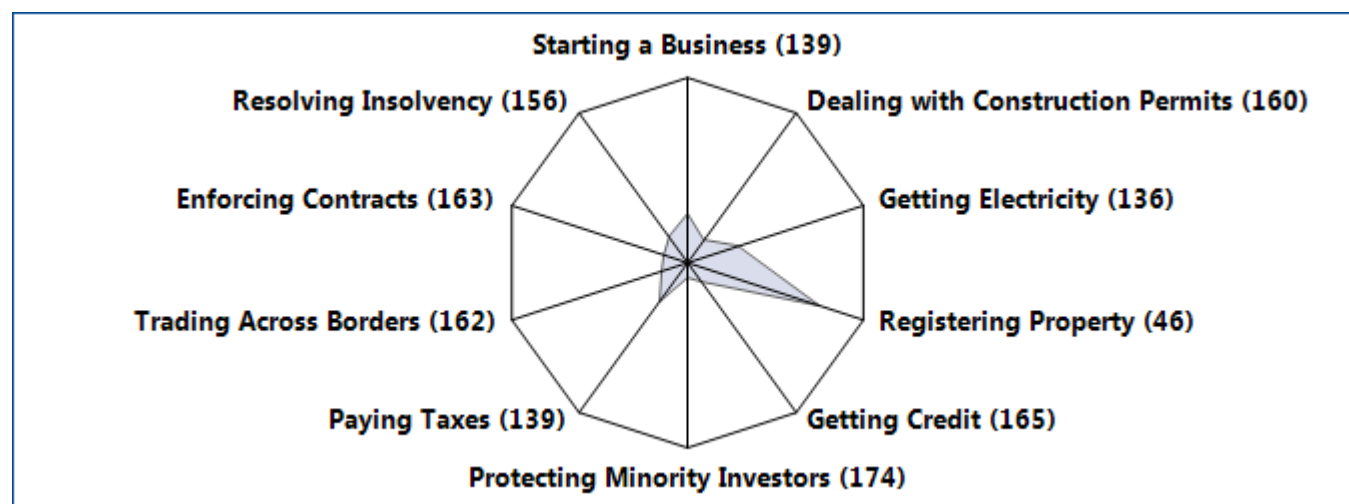 Starting a Business (139)
Resolving Insolvency (156)
Dealing with Construction Permits (160)
Enforcing Contracts (163)
Getting Electricity (136)
Trading Across Borders (162)
Registering Property (46)
Paying Taxes (139)
Getting Credit (165)
Protecting Minority Investors (174)